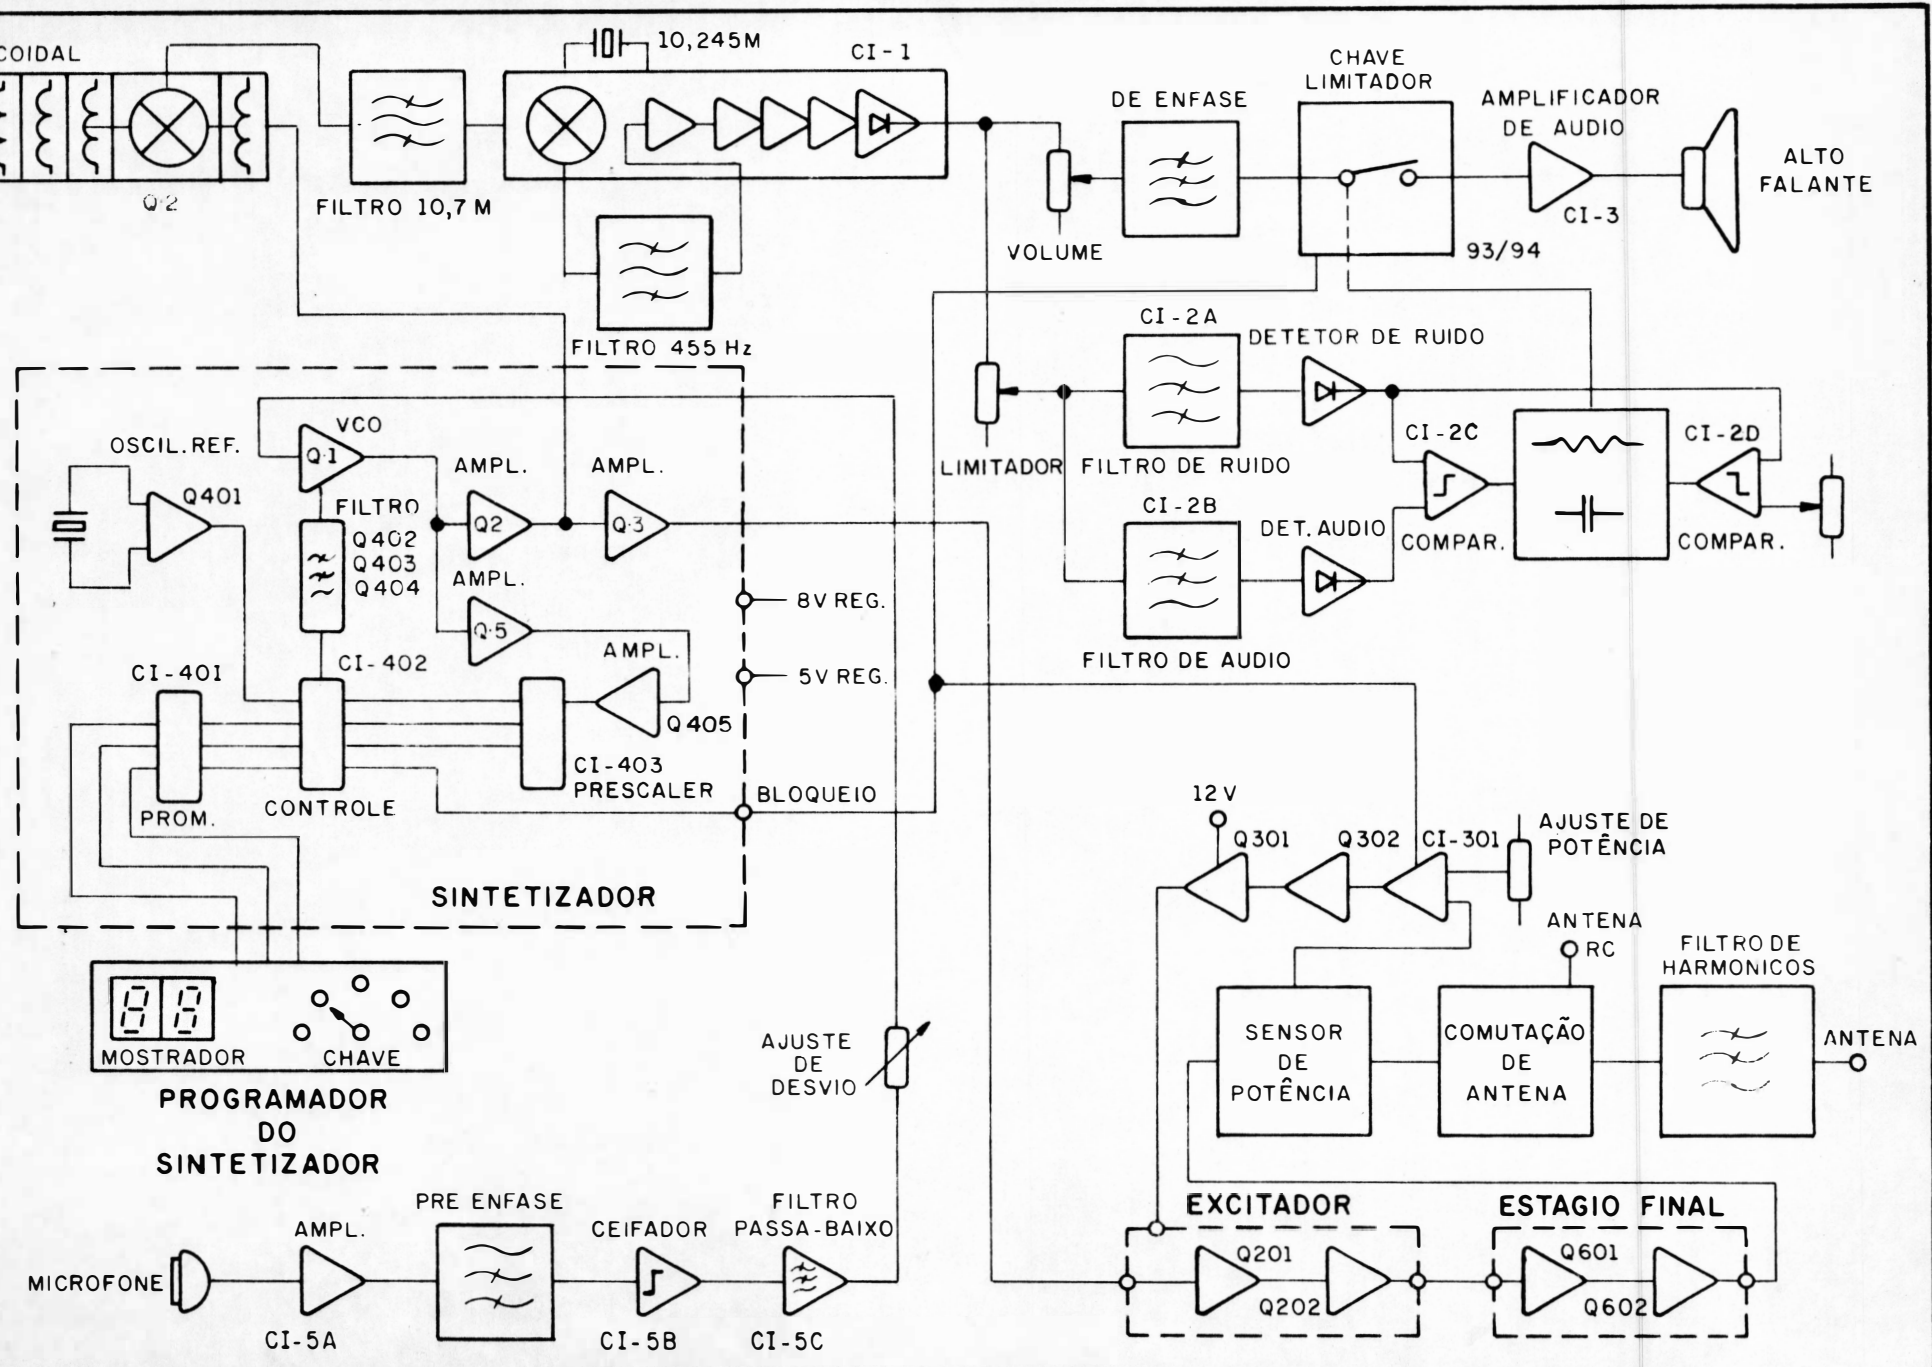 COIDAL
Q·2
FILTRO 10,7 M
10,245M
CI-1
FILTRO 455 Hz
VOLUME
DE ENFASE
CHAVE
LIMITADOR
93/94
AMPLIFICADOR
DE AUDIO
CI-3
ALTO
FALANTE
LIMITADOR
CI-2A
FILTRO DE RUIDO
DETETOR DE RUIDO
CI-2B
FILTRO DE AUDIO
DET. AUDIO
CI-2C
COMPAR.
CI-2D
COMPAR.
OSCIL. REF.
Q401
VCO
Q·1
FILTRO
Q402
Q403
Q404
AMPL.
Q2
AMPL.
Q·3
AMPL.
Q·5
AMPL.
Q405
CI-401
PROM.
CI-402
CONTROLE
CI-403
PRESCALER
8V REG.
5V REG.
BLOQUEIO
SINTETIZADOR
MOSTRADOR
CHAVE
PROGRAMADOR
DO
SINTETIZADOR
12V
Q301
Q302
CI-301
AJUSTE DE
POTÊNCIA
ANTENA
RC
SENSOR
DE
POTÊNCIA
COMUTAÇÃO
DE
ANTENA
FILTRO DE
HARMONICOS
ANTENA
AJUSTE
DE
DESVIO
MICROFONE
AMPL.
CI-5A
PRE ENFASE
CEIFADOR
CI-5B
FILTRO
PASSA-BAIXO
CI-5C
EXCITADOR
Q201
Q202
ESTAGIO FINAL
Q601
Q602